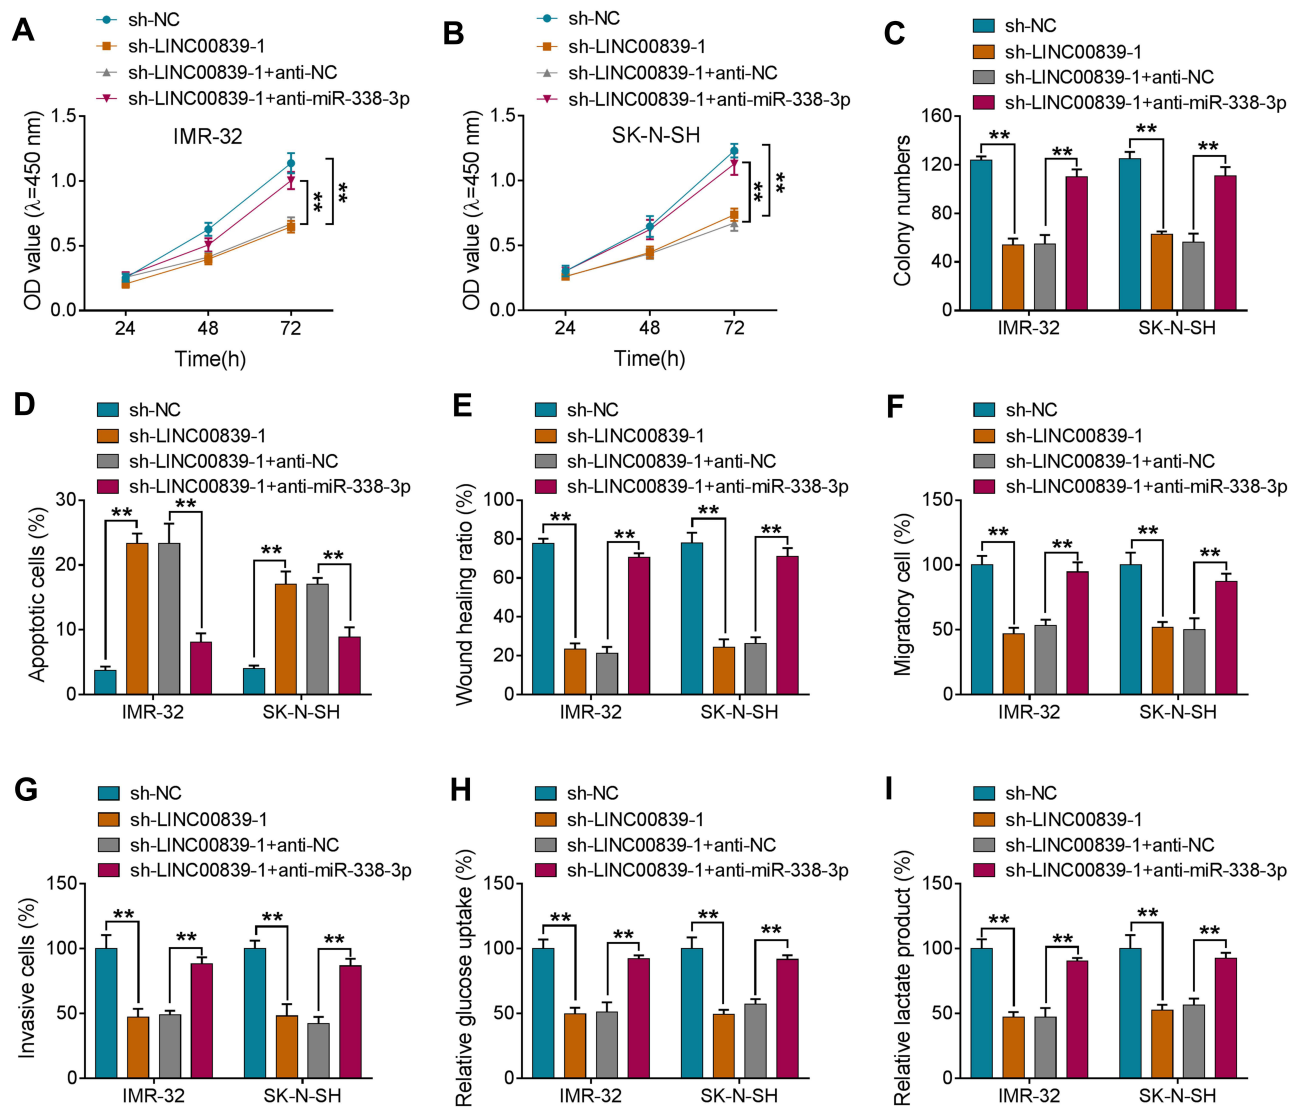 A
sh-NC
sh-LINC00839-1
sh-LINC00839-1+anti-NC
sh-LINC00839-1+anti-miR-338-3p
OD value (λ=450 nm)
1.5
1.0
0.5
0.0
IMR-32
**
**
24 48 72
Time(h)
B
sh-NC
sh-LINC00839-1
sh-LINC00839-1+anti-NC
sh-LINC00839-1+anti-miR-338-3p
OD value (λ=450 nm)
1.5
1.0
0.5
0.0
SK-N-SH
**
**
24 48 72
Time(h)
C
sh-NC
sh-LINC00839-1
sh-LINC00839-1+anti-NC
sh-LINC00839-1+anti-miR-338-3p
Colony numbers
160
120
80
40
0
** ** ** **
IMR-32 SK-N-SH
D
sh-NC
sh-LINC00839-1
sh-LINC00839-1+anti-NC
sh-LINC00839-1+anti-miR-338-3p
Apoptotic cells (%)
30
20
10
0
** ** ** **
IMR-32 SK-N-SH
E
sh-NC
sh-LINC00839-1
sh-LINC00839-1+anti-NC
sh-LINC00839-1+anti-miR-338-3p
Wound healing ratio (%)
100
80
60
40
20
0
** ** ** **
IMR-32 SK-N-SH
F
sh-NC
sh-LINC00839-1
sh-LINC00839-1+anti-NC
sh-LINC00839-1+anti-miR-338-3p
Migratory cell (%)
150
100
50
0
** ** ** **
IMR-32 SK-N-SH
G
sh-NC
sh-LINC00839-1
sh-LINC00839-1+anti-NC
sh-LINC00839-1+anti-miR-338-3p
Invasive cells (%)
150
100
50
0
** ** ** **
IMR-32 SK-N-SH
H
sh-NC
sh-LINC00839-1
sh-LINC00839-1+anti-NC
sh-LINC00839-1+anti-miR-338-3p
Relative glucose uptake (%)
150
100
50
0
** ** ** **
IMR-32 SK-N-SH
I
sh-NC
sh-LINC00839-1
sh-LINC00839-1+anti-NC
sh-LINC00839-1+anti-miR-338-3p
Relative lactate product (%)
150
100
50
0
** ** ** **
IMR-32 SK-N-SH